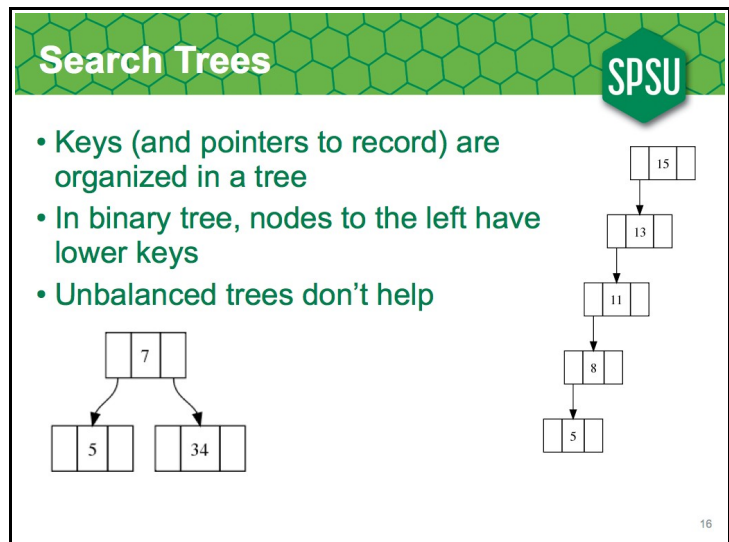 Search Trees
SPSU
• Keys (and pointers to record) are
organized in a tree
• In binary tree, nodes to the left have
lower keys
• Unbalanced trees don’t help
15
13
11
8
5
7
5
34
16